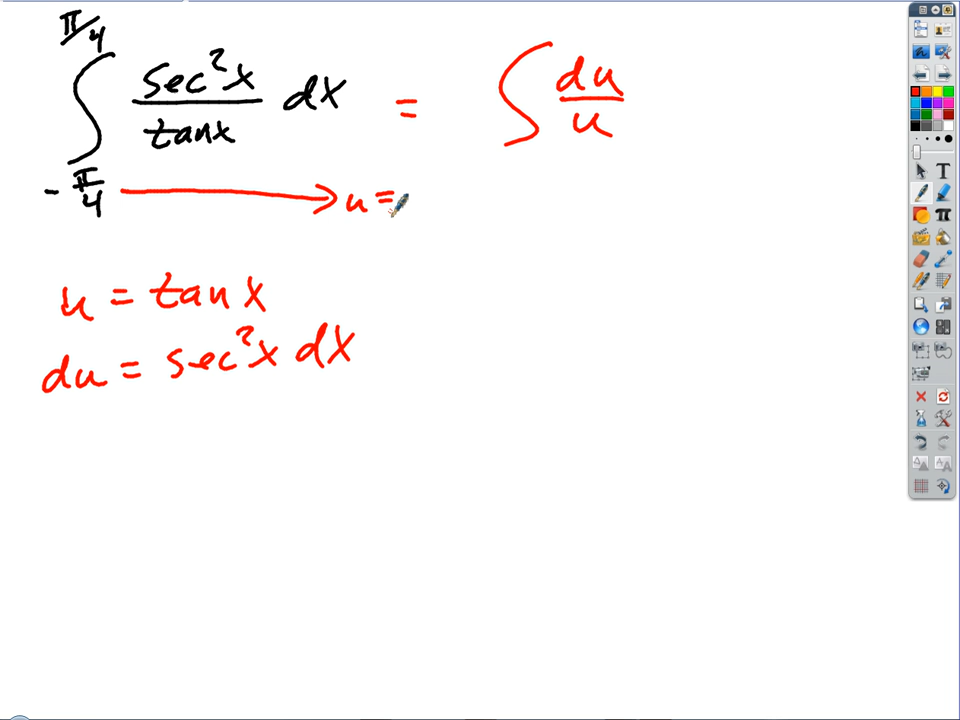 ∫_{-π/4}^{π/4} sec²x / tanx dx = ∫ du/u
→ u =
u = tan x
du = sec²x dx
T
π